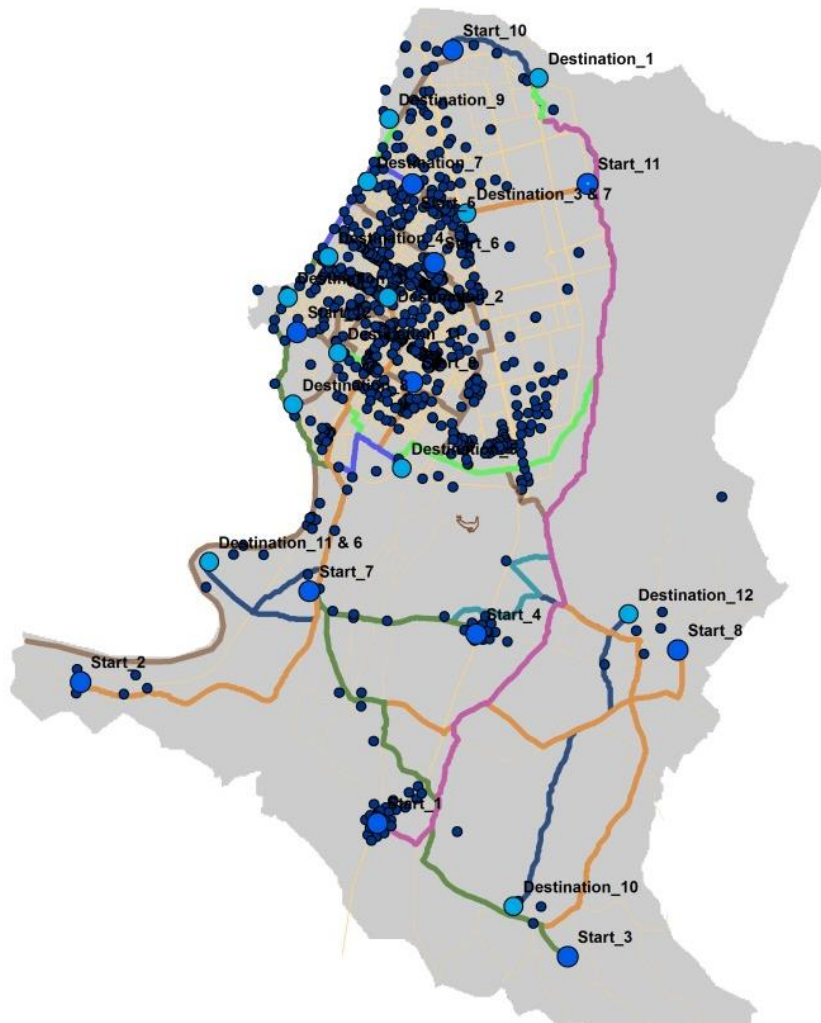 Start_10
Destination_1
Destination_9
Destination_7
Start_11
Destination_3 & 7
Start_5
Destination_4
Start_6
Destination_2
Start_12
Start_9
Destination_11 & 6
Start_7
Destination_12
Start_4
Start_8
Start_2
Start_1
Destination_10
Start_3